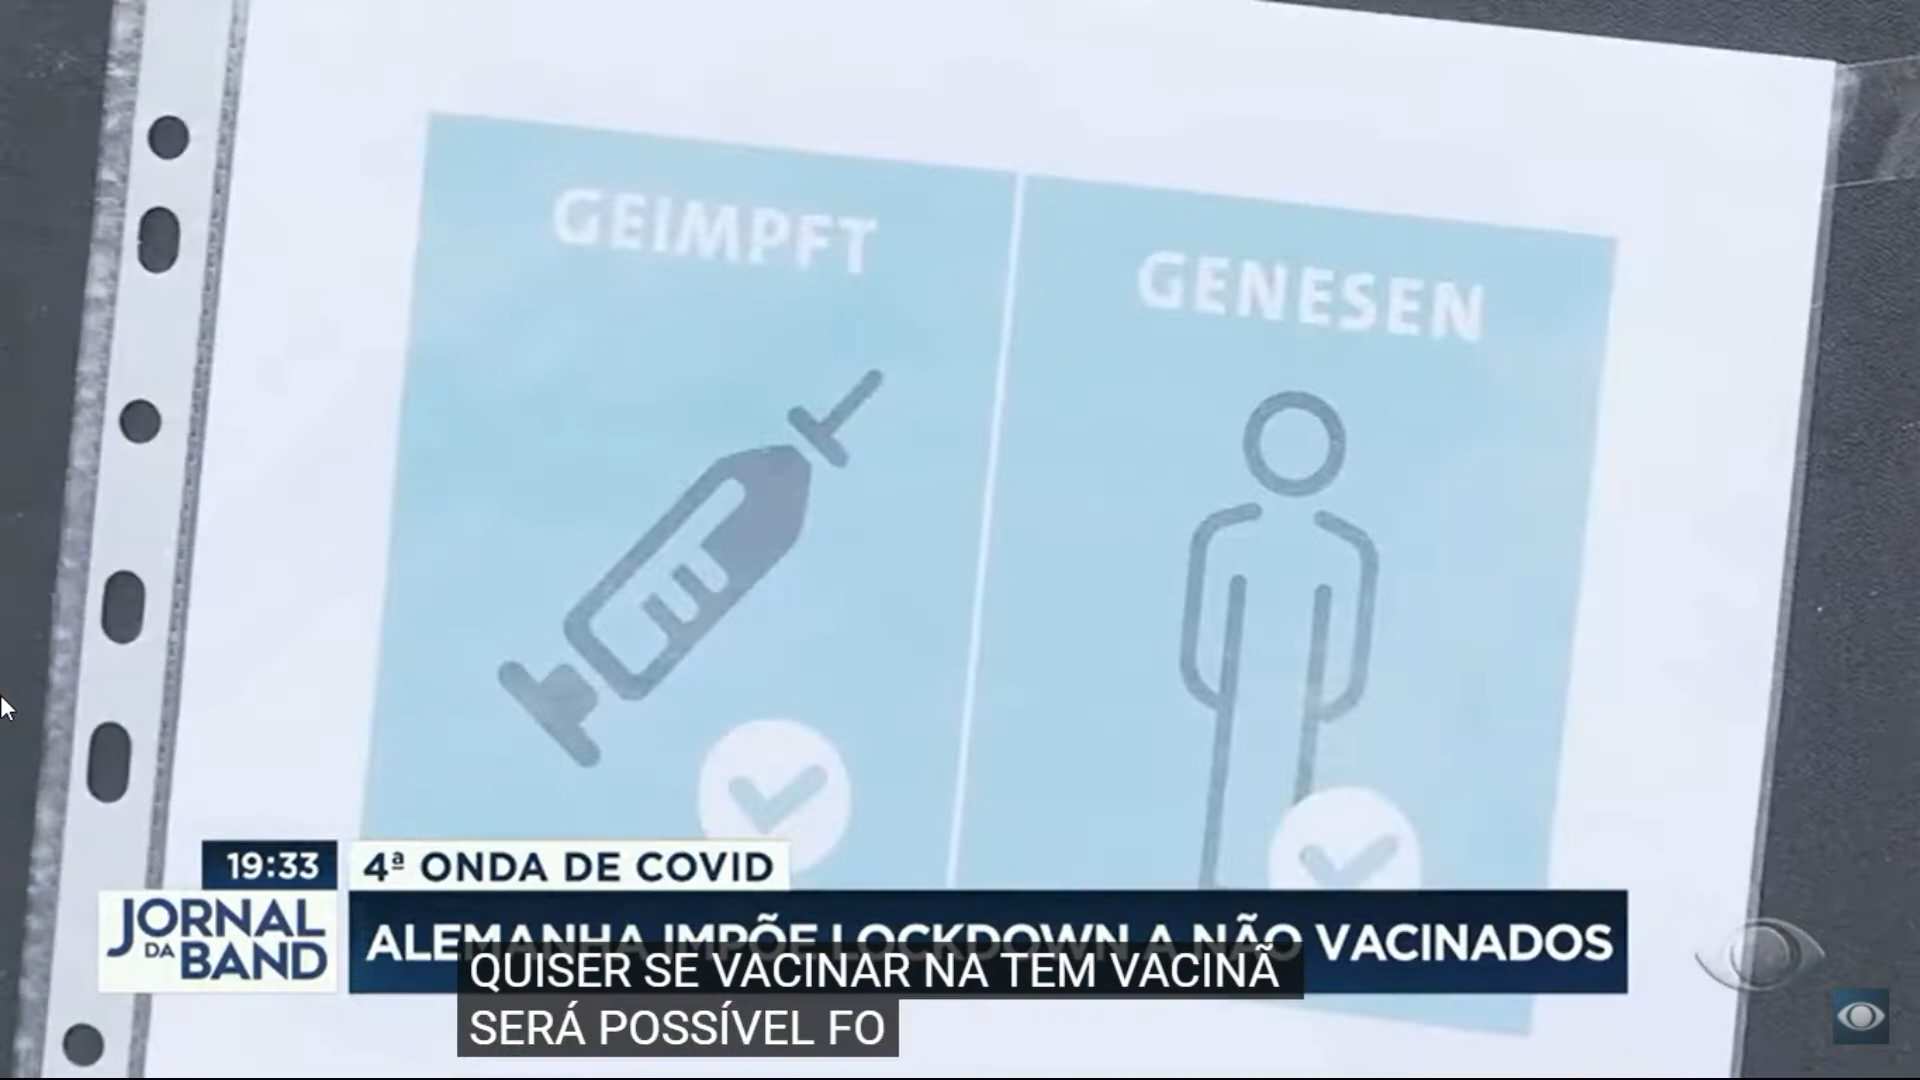 GEIMPFT
GENESEN
19:33
4ª ONDA DE COVID
JORNAL
DA
BAND
ALEMANHA IMPÕE LOCKDOWN A NÃO VACINADOS
QUISER SE VACINAR NA TEM VACINÃ
SERÁ POSSÍVEL FO